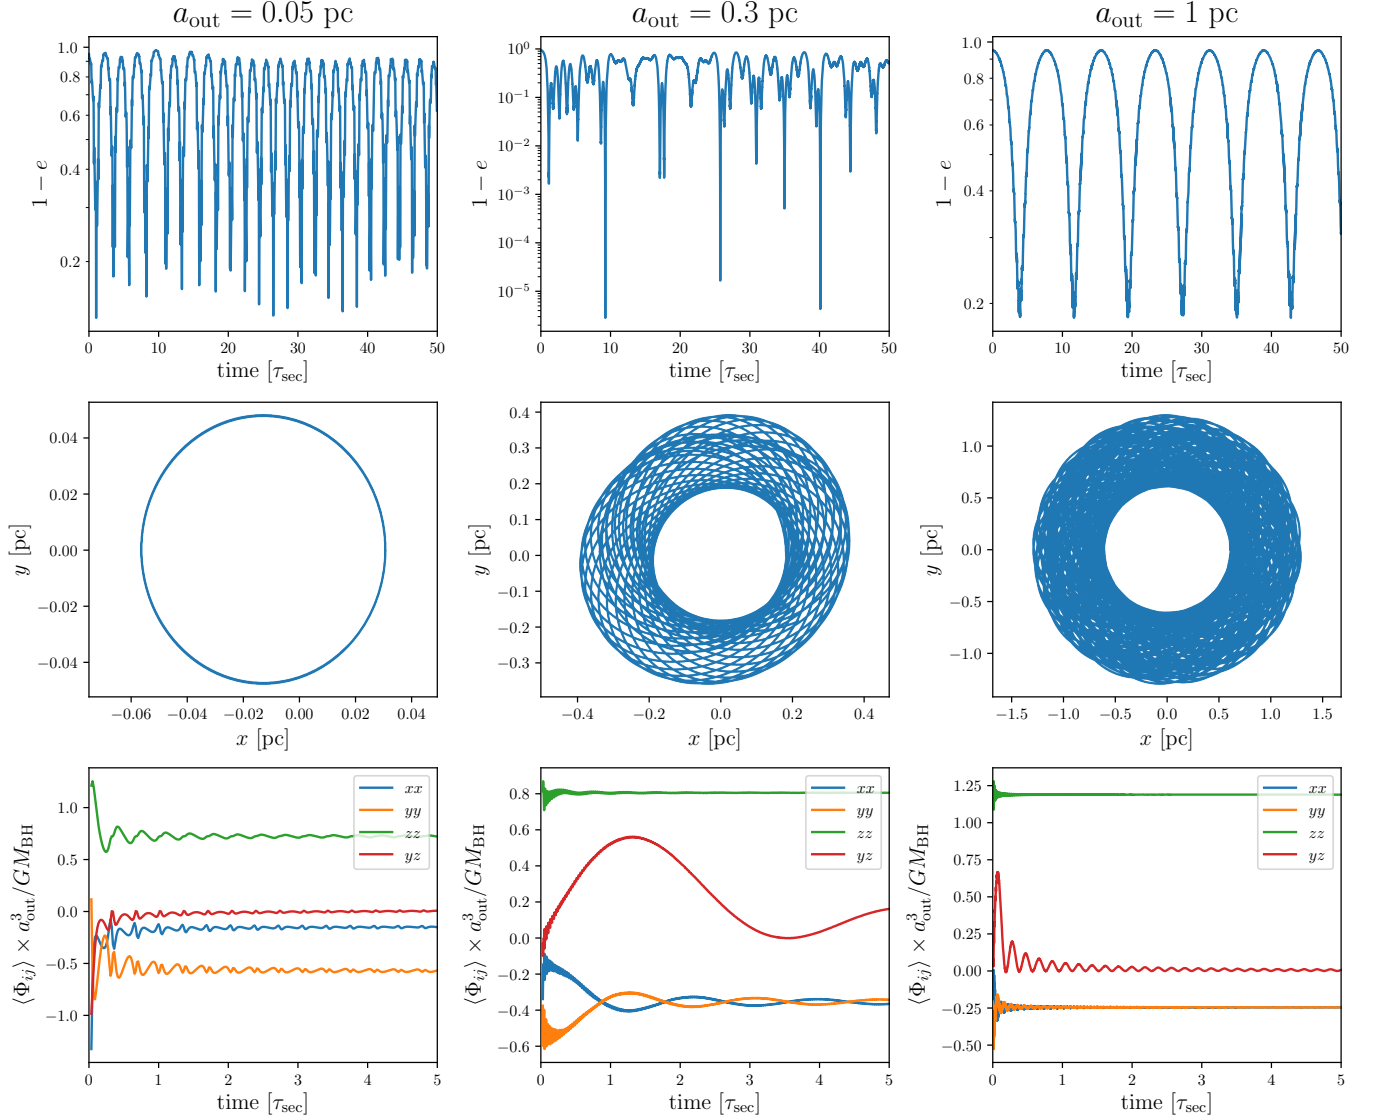 a_out = 0.05 pc
a_out = 0.3 pc
a_out = 1 pc
1.0
0.8
0.6
0.4
0.2
1 − e
0 10 20 30 40 50
time [τ_sec]
10^0
10^−1
10^−2
10^−3
10^−4
10^−5
1 − e
0 10 20 30 40 50
time [τ_sec]
1.0
0.8
0.6
0.4
0.2
1 − e
0 10 20 30 40 50
time [τ_sec]
0.04
0.02
0.00
−0.02
−0.04
y [pc]
−0.06 −0.04 −0.02 0.00 0.02 0.04
x [pc]
0.4
0.3
0.2
0.1
0.0
−0.1
−0.2
−0.3
y [pc]
−0.4 −0.2 0.0 0.2 0.4
x [pc]
1.0
0.5
0.0
−0.5
−1.0
y [pc]
−1.5 −1.0 −0.5 0.0 0.5 1.0 1.5
x [pc]
1.0
0.5
0.0
−0.5
−1.0
⟨Φ_ij⟩ × a_out^3/GM_BH
xx
yy
zz
yz
0 1 2 3 4 5
time [τ_sec]
0.8
0.6
0.4
0.2
0.0
−0.2
−0.4
−0.6
⟨Φ_ij⟩ × a_out^3/GM_BH
xx
yy
zz
yz
0 1 2 3 4 5
time [τ_sec]
1.25
1.00
0.75
0.50
0.25
0.00
−0.25
−0.50
⟨Φ_ij⟩ × a_out^3/GM_BH
xx
yy
zz
yz
0 1 2 3 4 5
time [τ_sec]